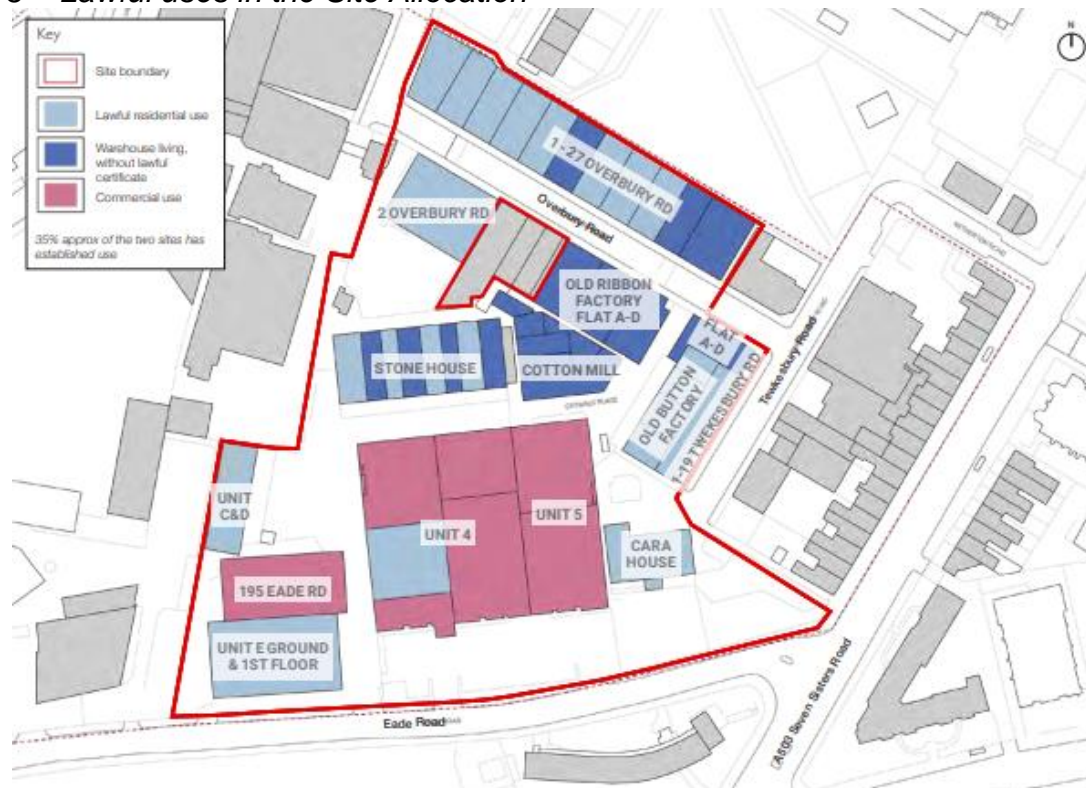 Lawful uses in the Site Allocation
Key
Site boundary
Lawful residential use
Warehouse living,
without lawful
certificate
Commercial use
35% approx of the two sites has
established use
N
1 - 27 OVERBURY RD
2 OVERBURY RD
Overbury Road
OLD RIBBON
FACTORY
FLAT A-D
FLAT
A-D
STONE HOUSE
COTTON MILL
OLD BUTTON
FACTORY
1-19 TWEKESBURY RD
Tewkesbury Road
UNIT
C&D
UNIT 4
UNIT 5
CARA
HOUSE
195 EADE RD
UNIT E GROUND
& 1ST FLOOR
Eade Road
A503 Seven Sisters Road